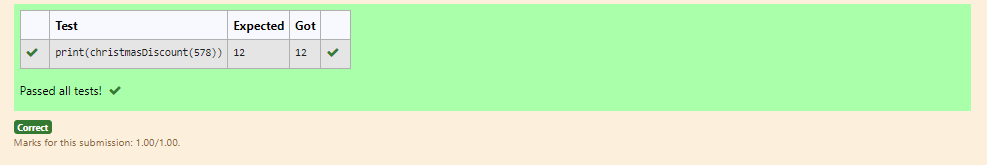 Test Expected Got
print(christmasDiscount(578)) 12 12
Passed all tests!
Correct
Marks for this submission: 1.00/1.00.